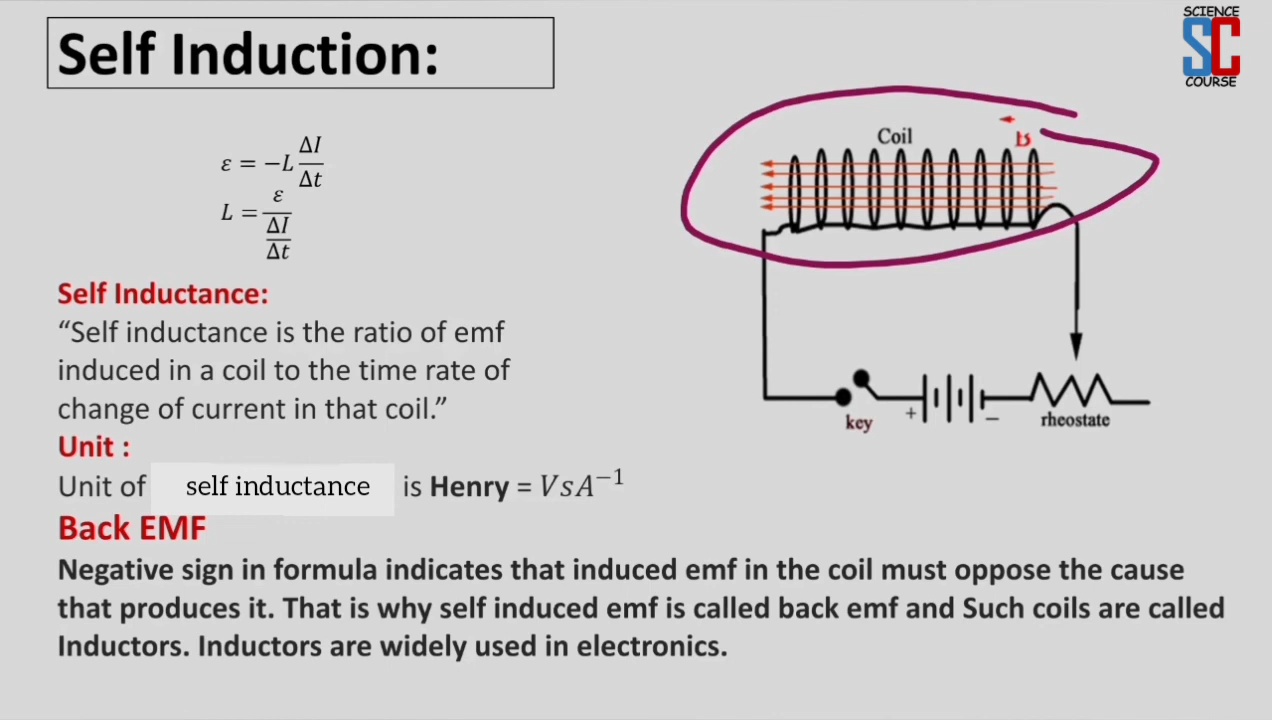 SCIENCE
SC
COURSE
Self Induction:
ε = −L ΔI/Δt
L = ε/(ΔI/Δt)
Coil
B
key
+
−
rheostate
Self Inductance:
“Self inductance is the ratio of emf
induced in a coil to the time rate of
change of current in that coil.”
Unit :
Unit of self inductance is Henry = VsA⁻¹
Back EMF
Negative sign in formula indicates that induced emf in the coil must oppose the cause
that produces it. That is why self induced emf is called back emf and Such coils are called
Inductors. Inductors are widely used in electronics.